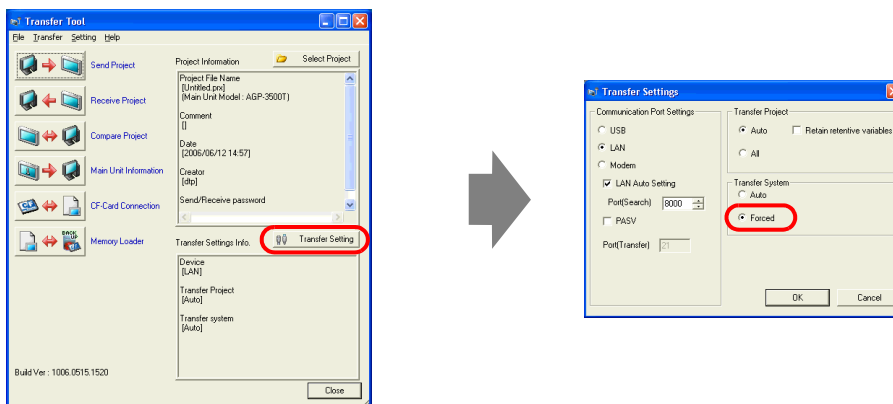 Transfer Tool
File Transfer Setting Help
Send Project
Receive Project
Compare Project
Main Unit Information
CF-Card Connection
Memory Loader
Build Ver : 1006.0515.1520
Project Information
Select Project
Project File Name
[Untitled.prx]
(Main Unit Model : AGP-3500T)
Comment
[]
Date
[2006/06/12 14:57]
Creator
[dtp]
Send/Receive password
Transfer Settings Info.
Transfer Setting
Device
[LAN]
Transfer Project
[Auto]
Transfer system
[Auto]
Close
Transfer Settings
Communication Port Settings
USB
LAN
Modem
LAN Auto Setting
Port(Search) 8000
PASV
Port(Transfer) 21
Transfer Project
Auto Retain retentive variables
All
Transfer System
Auto
Forced
OK Cancel